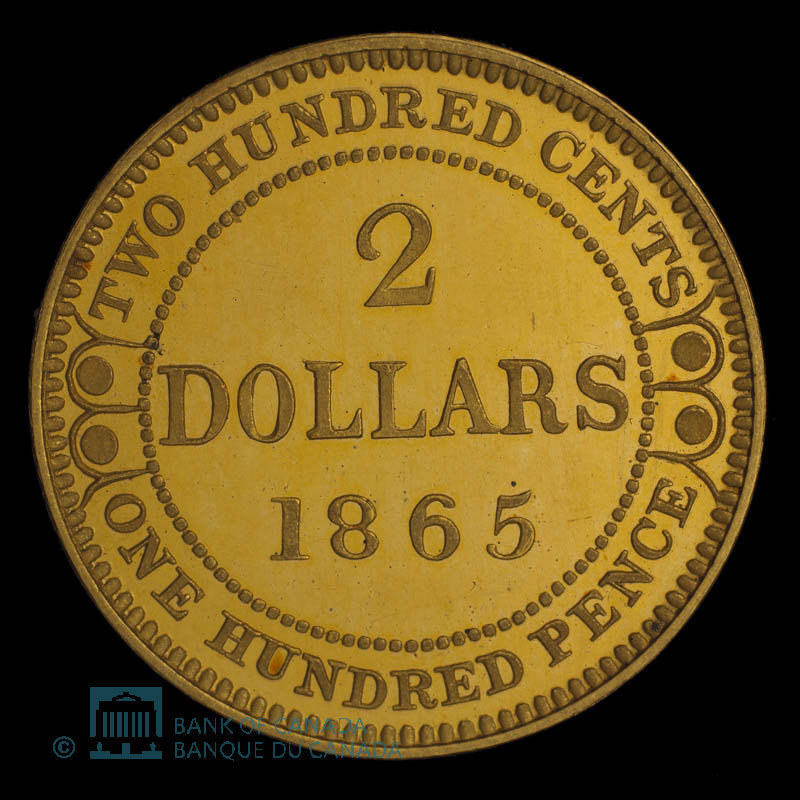 TWO HUNDRED CENTS
2
DOLLARS
1865
ONE HUNDRED PENCE
© BANK OF CANADA
BANQUE DU CANADA